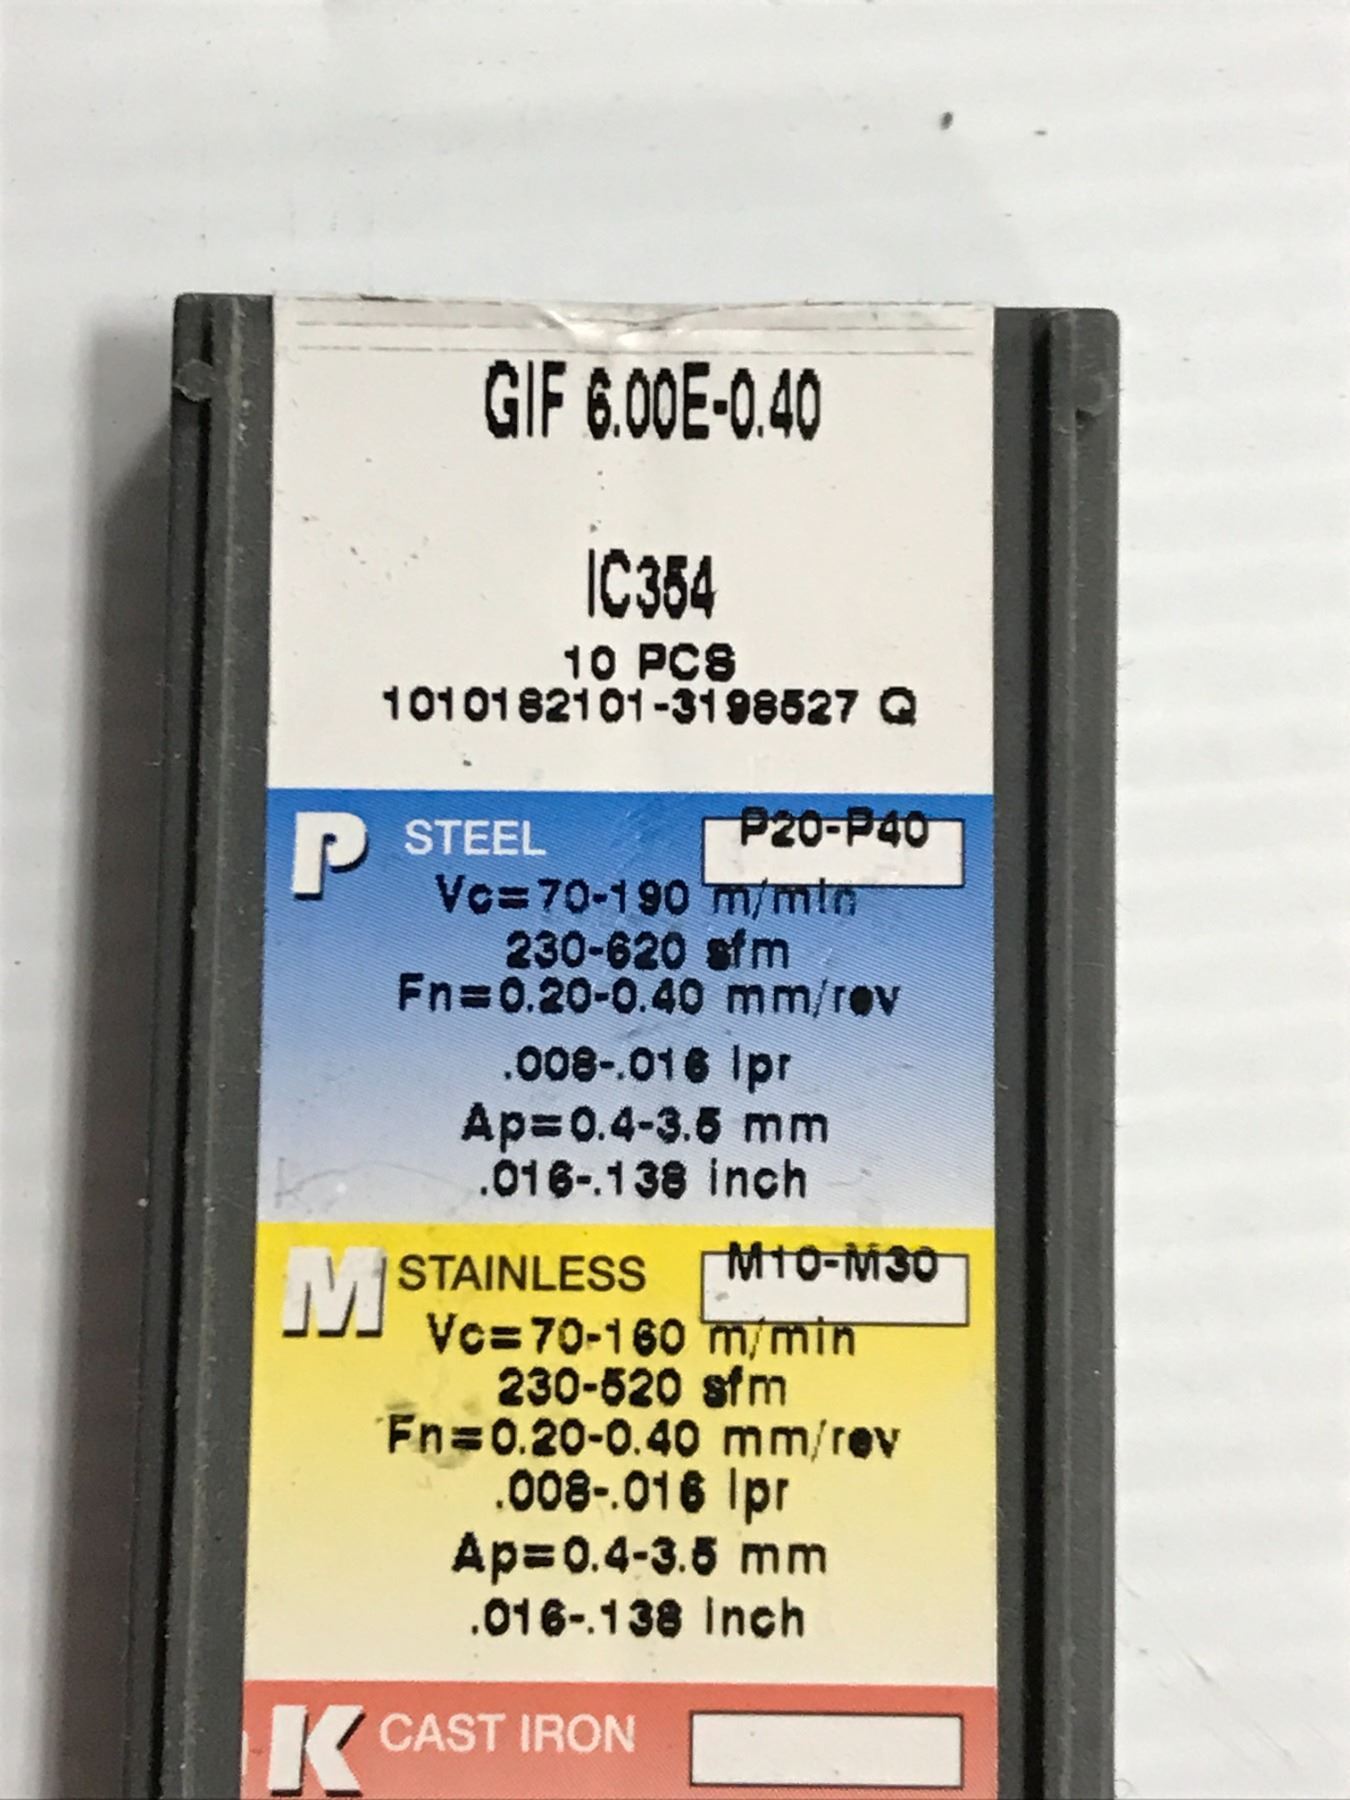 GIF 6.00E-0.40
IC354
10 PCS
1010182101-3198527 Q
P STEEL P20-P40
Vc=70-190 m/min
230-620 sfm
Fn=0.20-0.40 mm/rev
.008-.016 ipr
Ap=0.4-3.5 mm
.016-.138 inch
M STAINLESS M10-M30
Vc=70-160 m/min
230-520 sfm
Fn=0.20-0.40 mm/rev
.008-.016 ipr
Ap=0.4-3.5 mm
.016-.138 inch
K CAST IRON